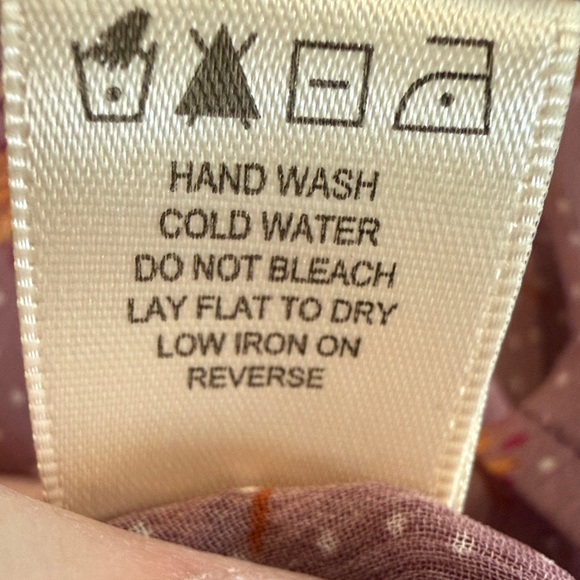 HAND WASH
COLD WATER
DO NOT BLEACH
LAY FLAT TO DRY
LOW IRON ON
REVERSE